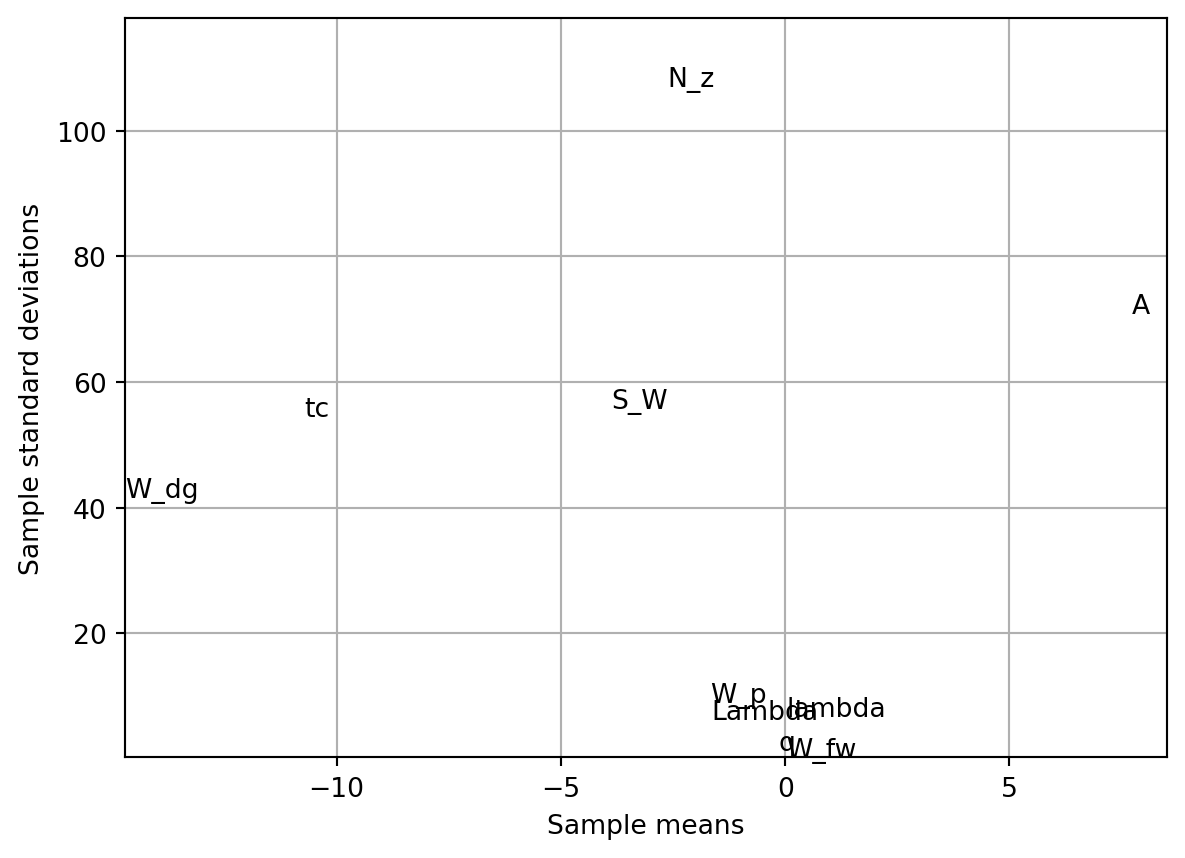 N_z
100
80
A
60
S_W
tc
W_dg
40
20
W_p
Lambda
lambda
q
W_fw
−10
−5
0
5
Sample means
Sample standard deviations